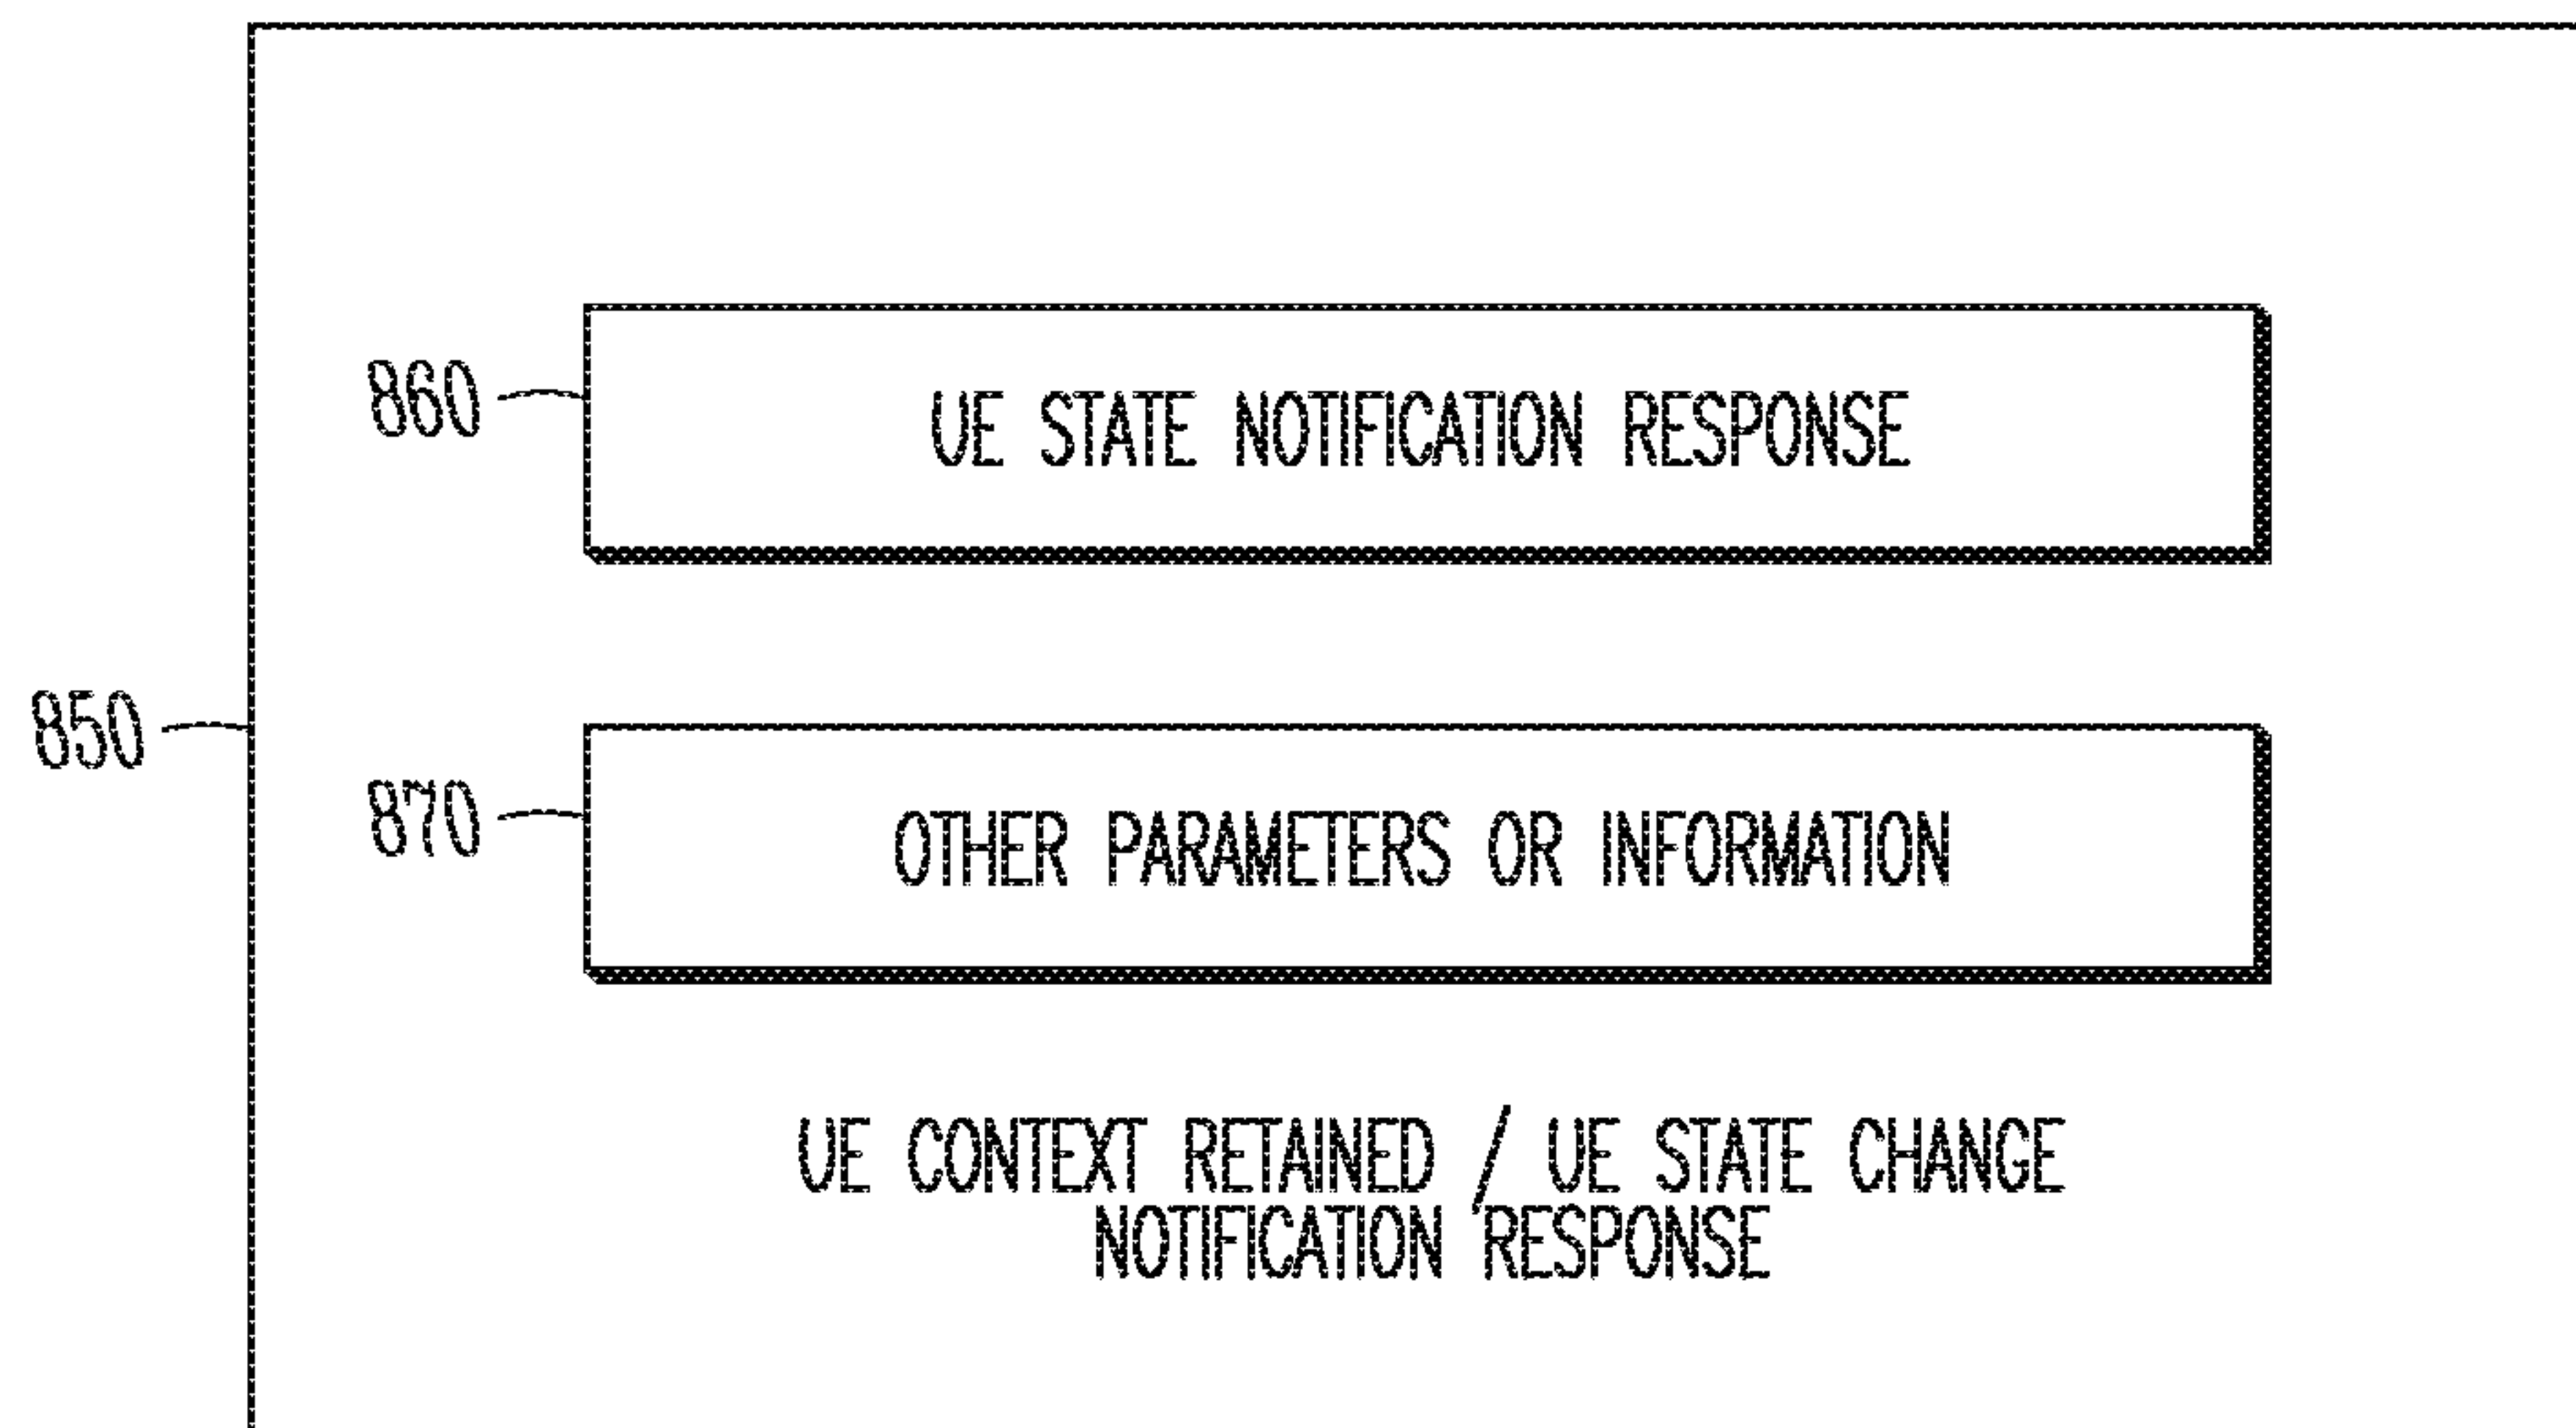 860
UE STATE NOTIFICATION RESPONSE
850
870
OTHER PARAMETERS OR INFORMATION
UE CONTEXT RETAINED / UE STATE CHANGE
NOTIFICATION RESPONSE